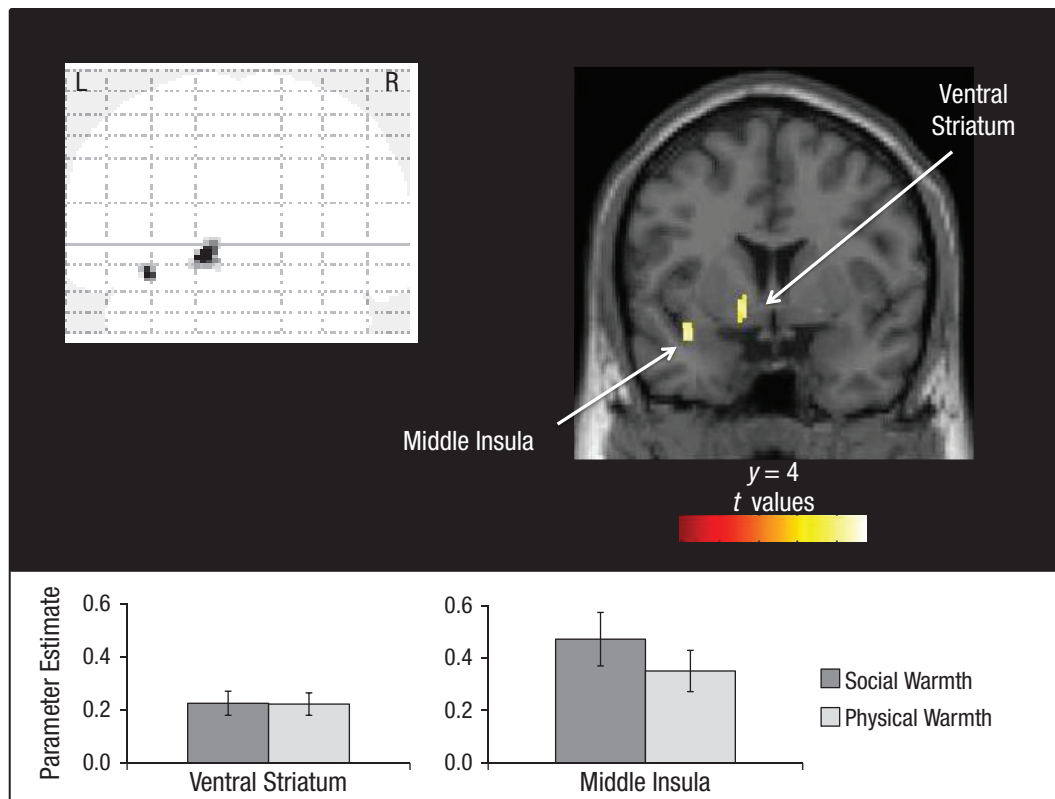 L R
Ventral
Striatum
Middle Insula
y = 4
t values
Parameter Estimate
0.6
0.4
0.2
0.0
Ventral Striatum
0.6
0.4
0.2
0.0
Middle Insula
Social Warmth
Physical Warmth